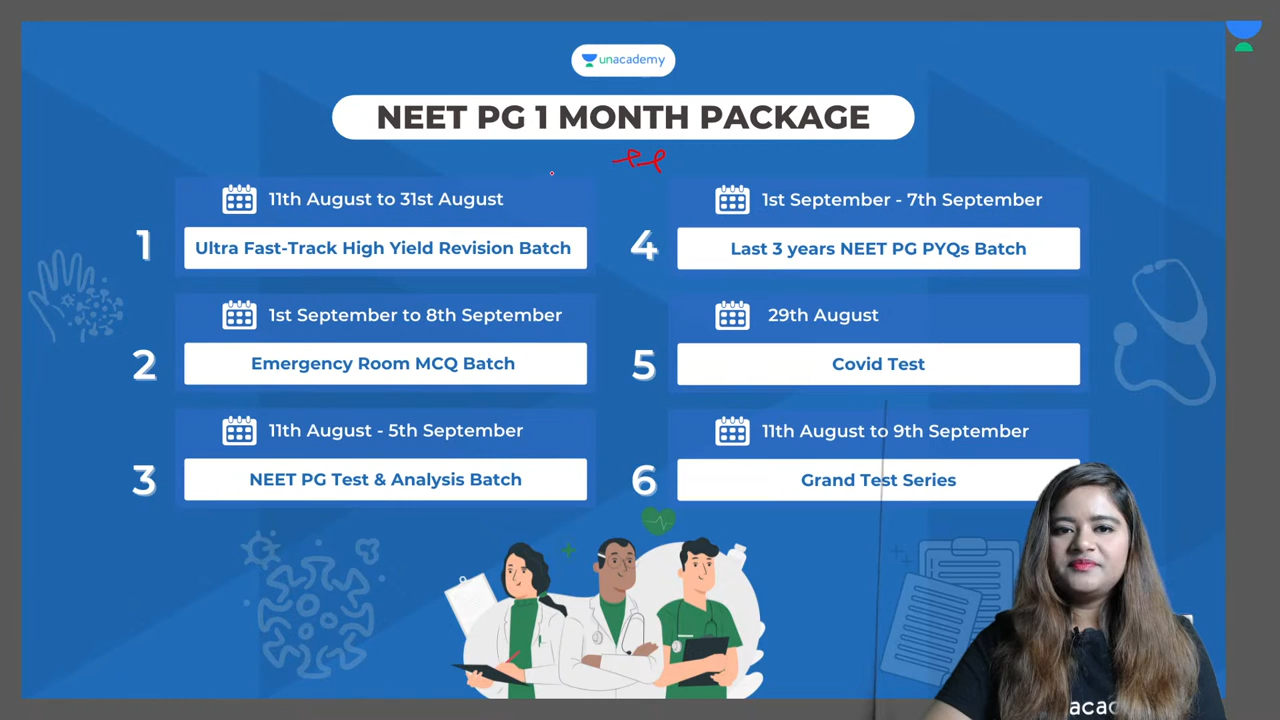 unacademy
NEET PG 1 MONTH PACKAGE
1
11th August to 31st August
Ultra Fast-Track High Yield Revision Batch
2
1st September to 8th September
Emergency Room MCQ Batch
3
11th August - 5th September
NEET PG Test & Analysis Batch
4
1st September - 7th September
Last 3 years NEET PG PYQs Batch
5
29th August
Covid Test
6
11th August to 9th September
Grand Test Series